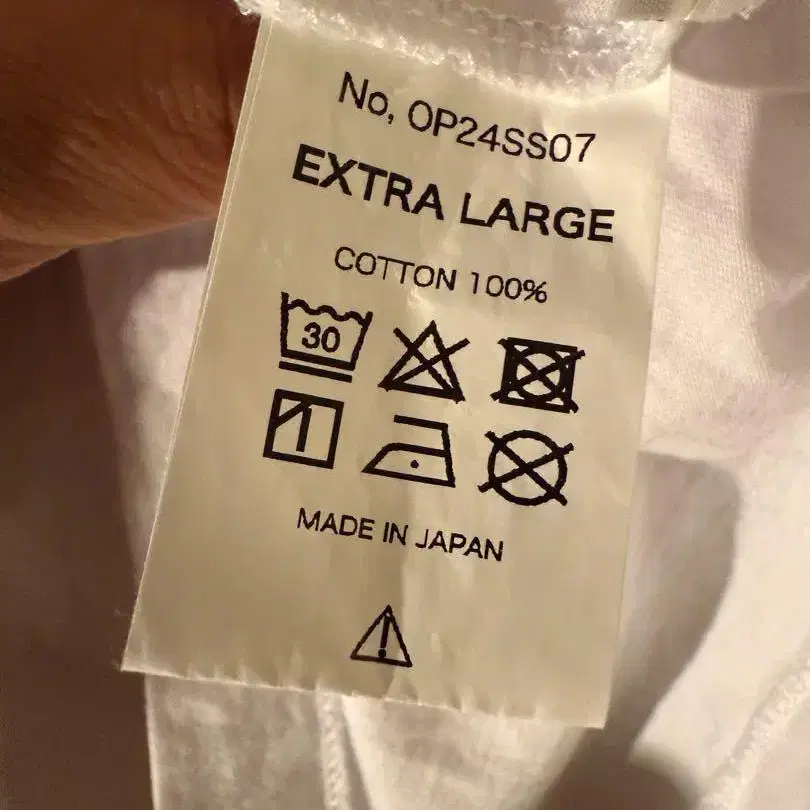 No, OP24SS07
EXTRA LARGE
COTTON 100%
30
MADE IN JAPAN